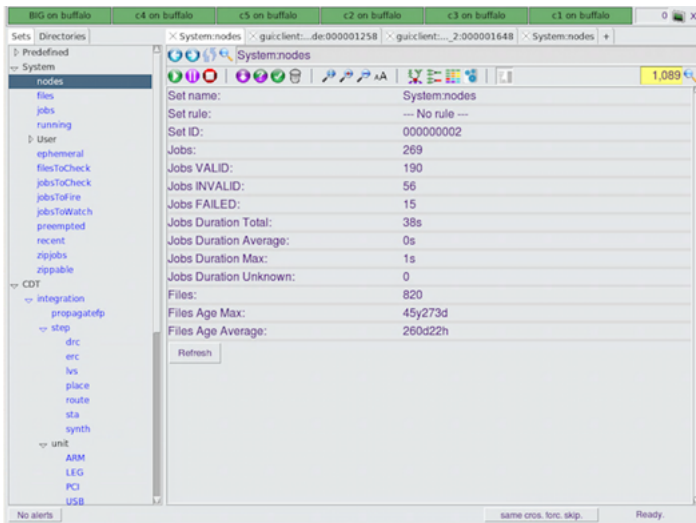 BIG on buffalo c4 on buffalo c5 on buffalo c2 on buffalo c3 on buffalo c1 on buffalo 0 X
Sets Directories
System:nodes gui:client:...de:000001258 gui:client:..._2:000001648 System:nodes +
Predefined
System
nodes
files
jobs
running
User
ephemeral
filesToCheck
jobsToCheck
jobsToFire
jobsToWatch
preempted
recent
zipjobs
zippable
CDT
integration
propagatefp
step
drc
erc
lvs
place
route
sta
synth
unit
ARM
LEG
PCI
USB
System:nodes
AA
1,089
Set name: System:nodes
Set rule: --- No rule ---
Set ID: 000000002
Jobs: 269
Jobs VALID: 190
Jobs INVALID: 56
Jobs FAILED: 15
Jobs Duration Total: 38s
Jobs Duration Average: 0s
Jobs Duration Max: 1s
Jobs Duration Unknown: 0
Files: 820
Files Age Max: 45y273d
Files Age Average: 260d22h
Refresh
No alerts same cros. forc. skip. Ready.